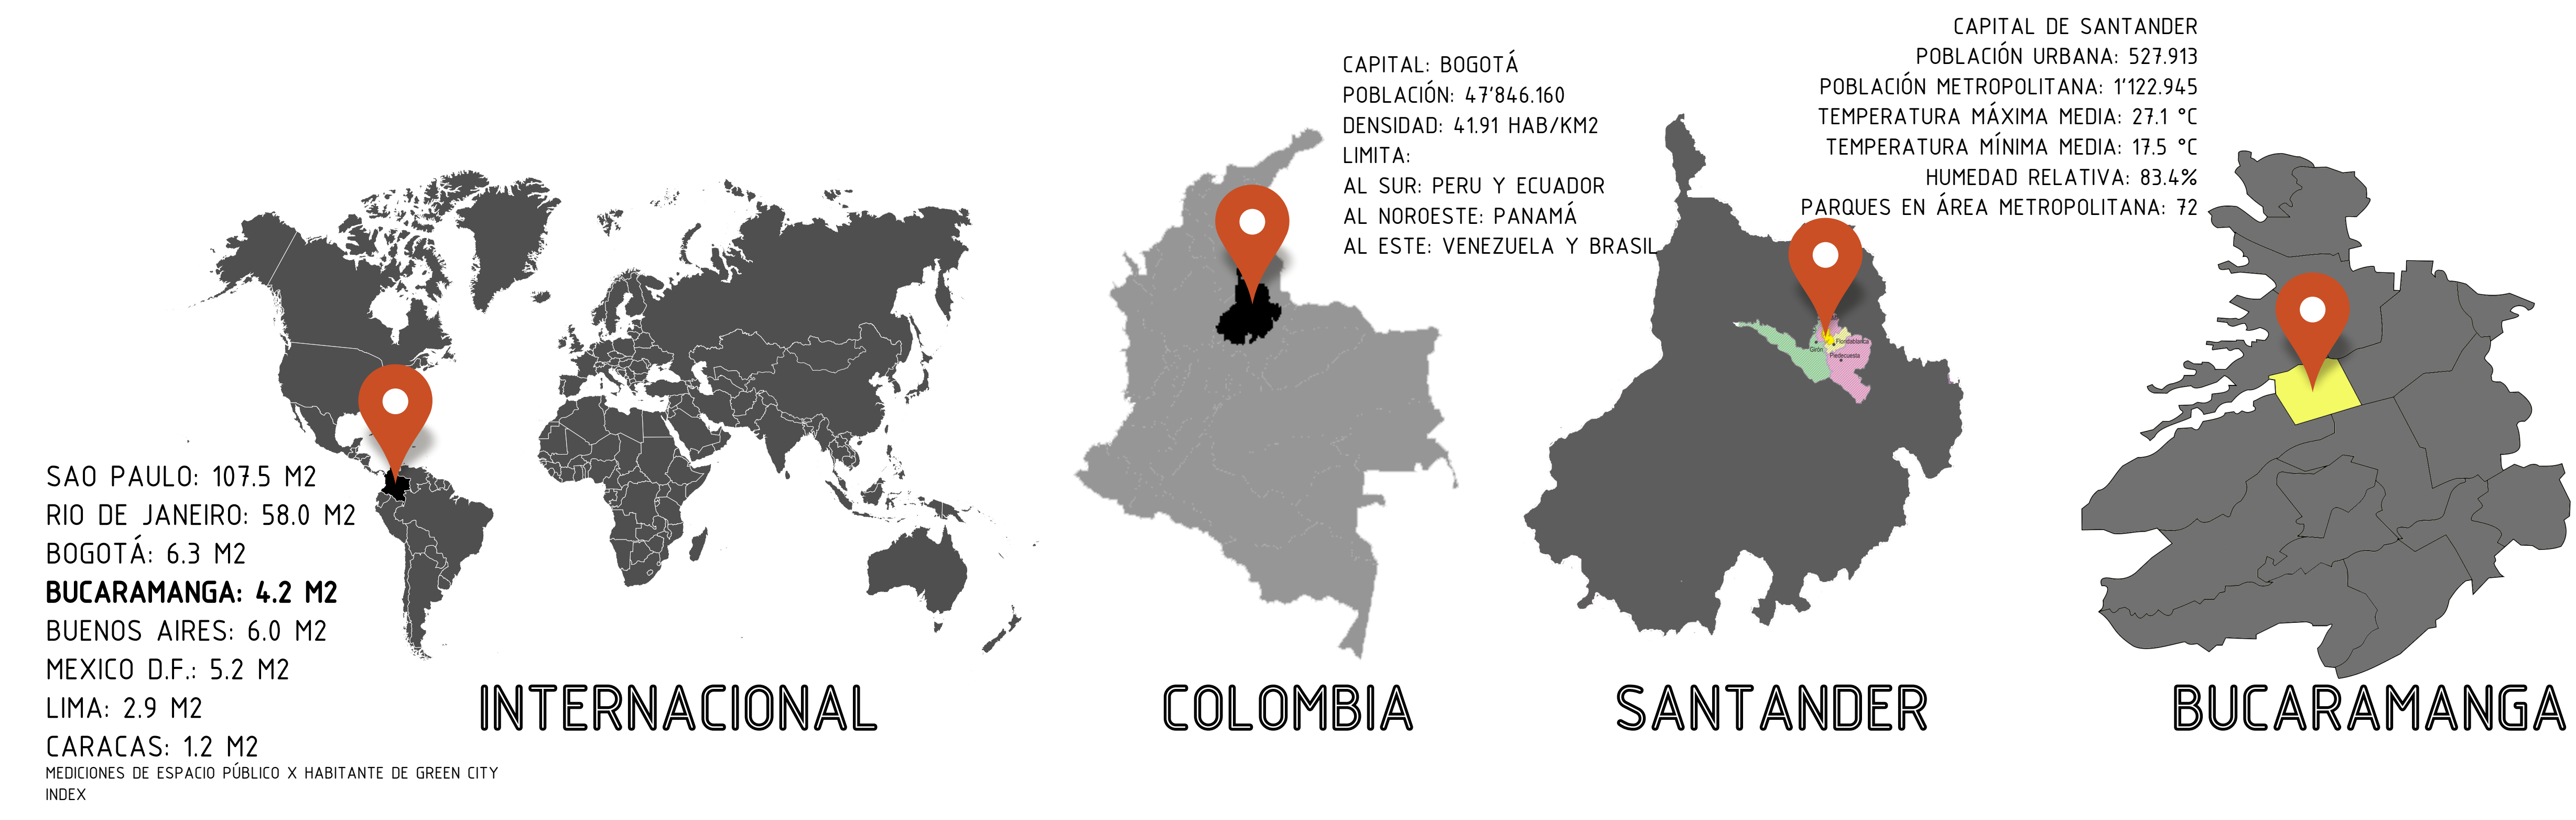 SAO PAULO: 107.5 M2
RIO DE JANEIRO: 58.0 M2
BOGOTÁ: 6.3 M2
BUCARAMANGA: 4.2 M2
BUENOS AIRES: 6.0 M2
MEXICO D.F.: 5.2 M2
LIMA: 2.9 M2
CARACAS: 1.2 M2
MEDICIONES DE ESPACIO PÚBLICO X HABITANTE DE GREEN CITY
INDEX
INTERNACIONAL
CAPITAL: BOGOTÁ
POBLACIÓN: 47'846.160
DENSIDAD: 41.91 HAB/KM2
LIMITA:
AL SUR: PERU Y ECUADOR
AL NOROESTE: PANAMÁ
AL ESTE: VENEZUELA Y BRASIL
COLOMBIA
CAPITAL DE SANTANDER
POBLACIÓN URBANA: 527.913
POBLACIÓN METROPOLITANA: 1'122.945
TEMPERATURA MÁXIMA MEDIA: 27.1 °C
TEMPERATURA MÍNIMA MEDIA: 17.5 °C
HUMEDAD RELATIVA: 83.4%
PARQUES EN ÁREA METROPOLITANA: 72
Floridablanca
Girón
Piedecuesta
SANTANDER
BUCARAMANGA